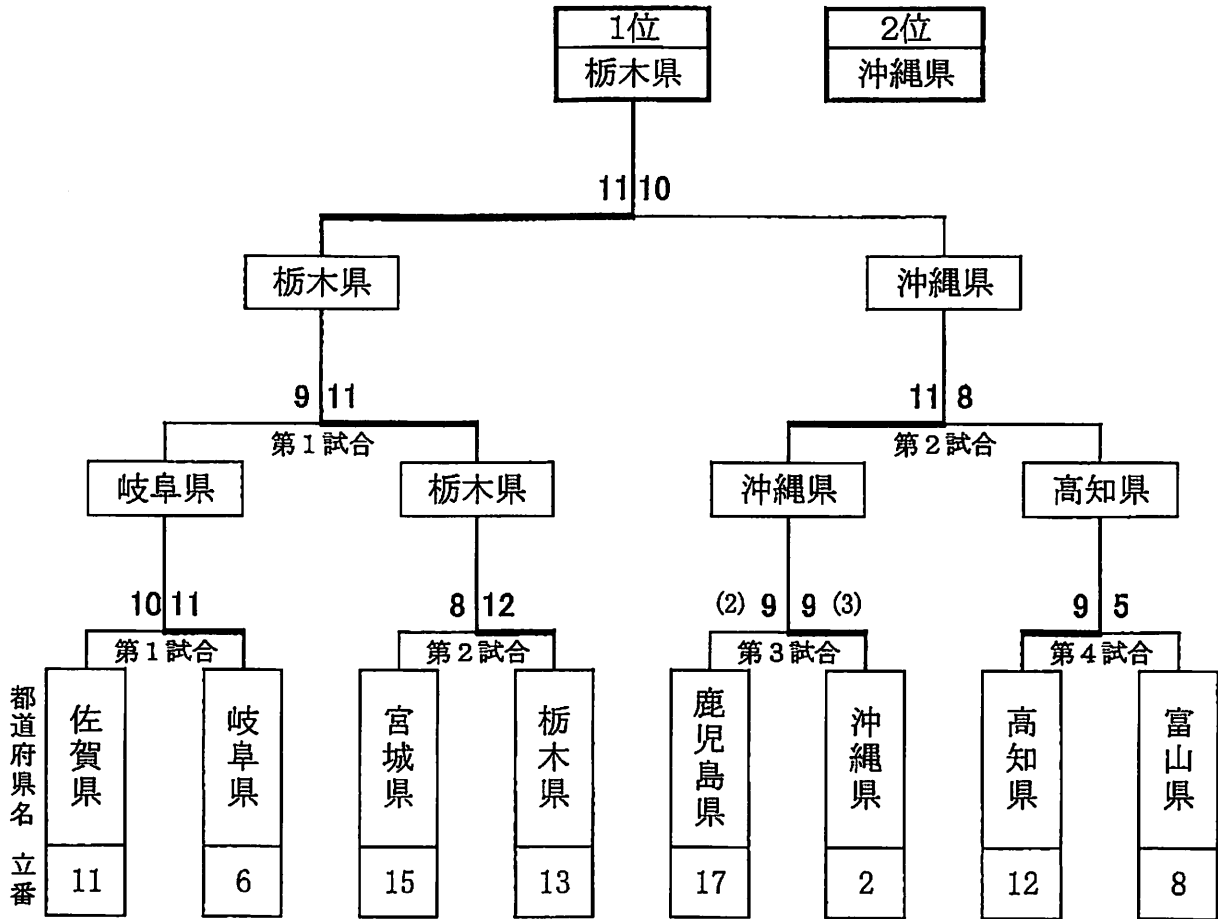 1位 2位
栃木県 沖縄県
11 10
栃木県 沖縄県
9 11 11 8
第1試合 第2試合
岐阜県 栃木県 沖縄県 高知県
10 11 8 12 (2) 9 9 (3) 9 5
第1試合 第2試合 第3試合 第4試合
都道府県名 佐賀県 岐阜県 宮城県 栃木県 鹿児島県 沖縄県 高知県 富山県
立番 11 6 15 13 17 2 12 8